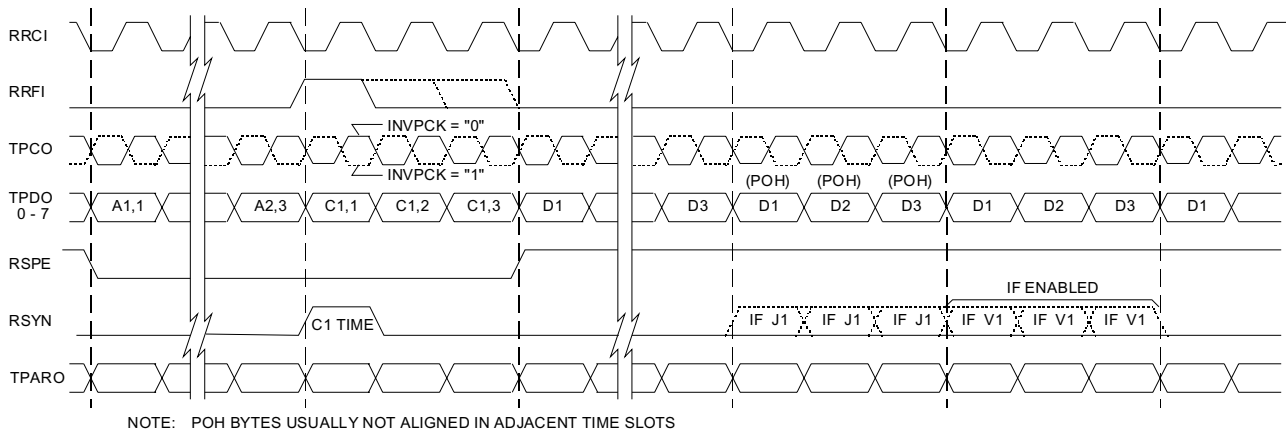 RRCI
RRFI
INVPCK = "0"
TPCO
INVPCK = "1"
(POH) (POH) (POH)
TPDO
0 - 7
A1,1 A2,3 C1,1 C1,2 C1,3 D1 D3 D1 D2 D3 D1 D2 D3 D1
RSPE
IF ENABLED
RSYN
C1 TIME IF J1 IF J1 IF J1 IF V1 IF V1 IF V1
TPARO
NOTE: POH BYTES USUALLY NOT ALIGNED IN ADJACENT TIME SLOTS